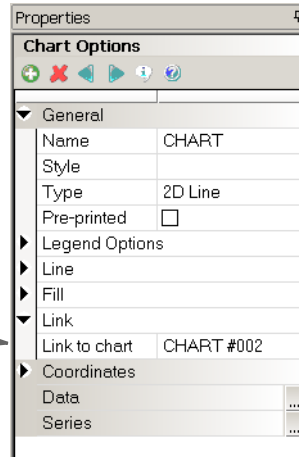 Properties
Chart Options
General
Name CHART
Style
Type 2D Line
Pre-printed
Legend Options
Line
Fill
Link
Link to chart CHART #002
Coordinates
Data ...
Series ...